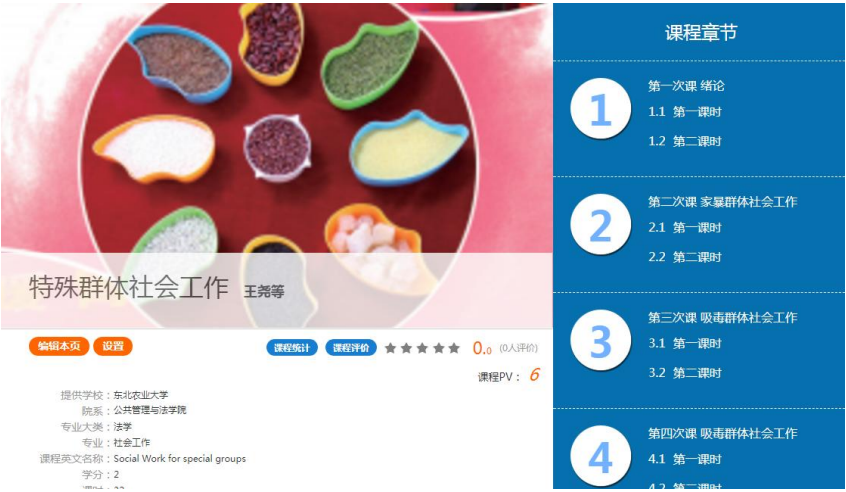 特殊群体社会工作 王尧等
编辑本页 设置 课程统计 课程评价 0.0 (0人评价)
课程PV： 6
提供学校：东北农业大学
院系：公共管理与法学院
专业大类：法学
专业：社会工作
课程英文名称：Social Work for special groups
学分：2
课程章节
1
第一次课 绪论
1.1 第一课时
1.2 第二课时
2
第二次课 家暴群体社会工作
2.1 第一课时
2.2 第二课时
3
第三次课 吸毒群体社会工作
3.1 第一课时
3.2 第二课时
4
第四次课 吸毒群体社会工作
4.1 第一课时
4.2 第二课时